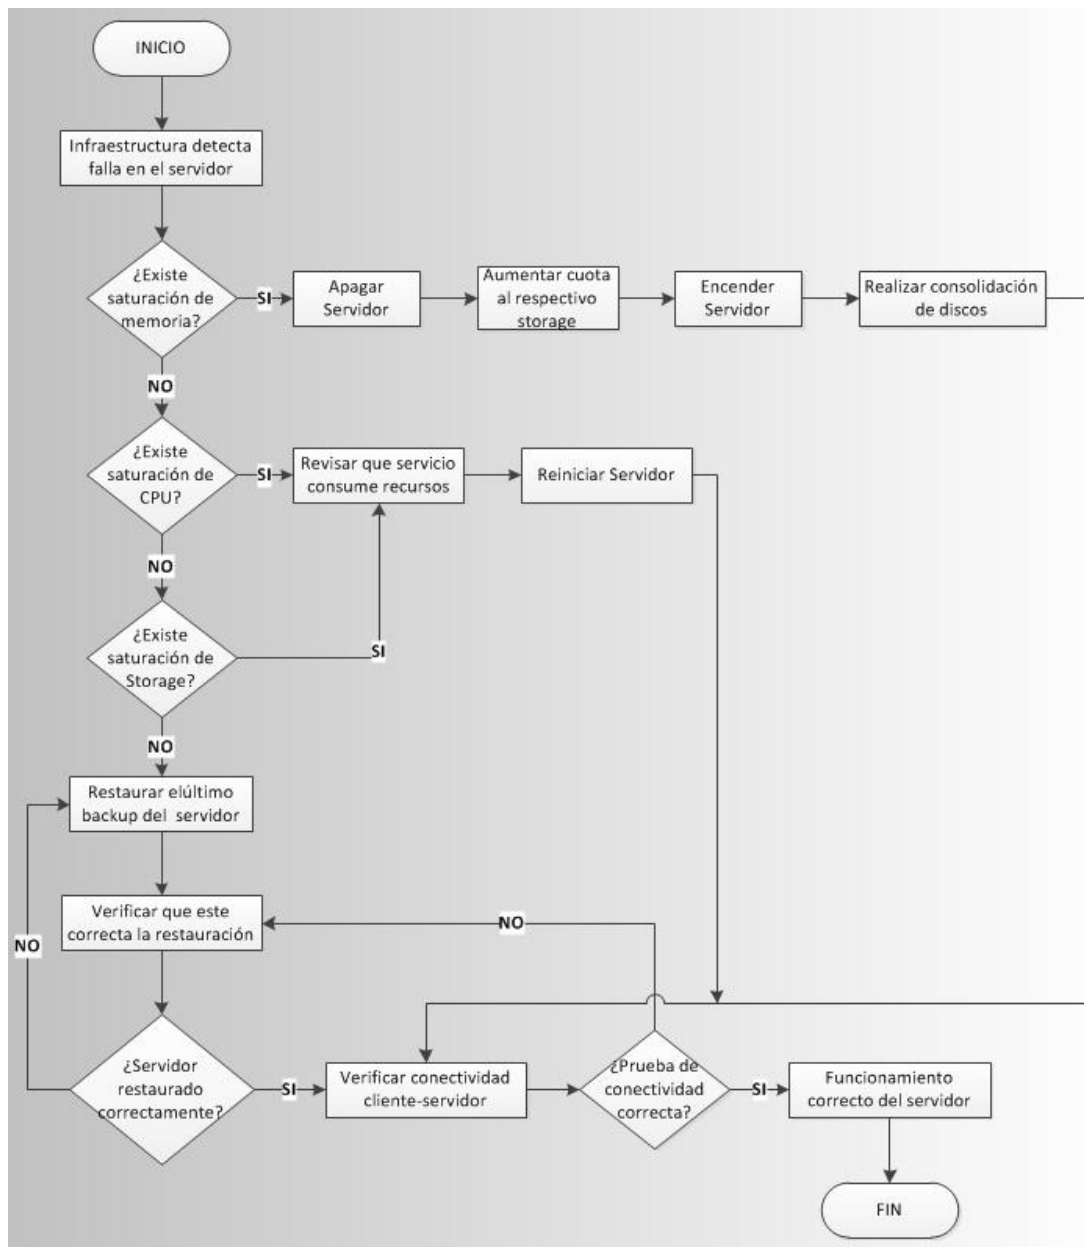 INICIO
Infraestructura detecta
falla en el servidor
¿Existe
saturación de
memoria?
SI
Apagar
Servidor
Aumentar cuota
al respectivo
storage
Encender
Servidor
Realizar consolidación
de discos
NO
¿Existe
saturación de
CPU?
SI
Revisar que servicio
consume recursos
Reiniciar Servidor
NO
¿Existe
saturación de
Storage?
SI
NO
Restaurar elúltimo
backup del servidor
Verificar que este
correcta la restauración
NO
NO
¿Servidor
restaurado
correctamente?
SI
Verificar conectividad
cliente-servidor
¿Prueba de
conectividad
correcta?
SI
Funcionamiento
correcto del servidor
FIN